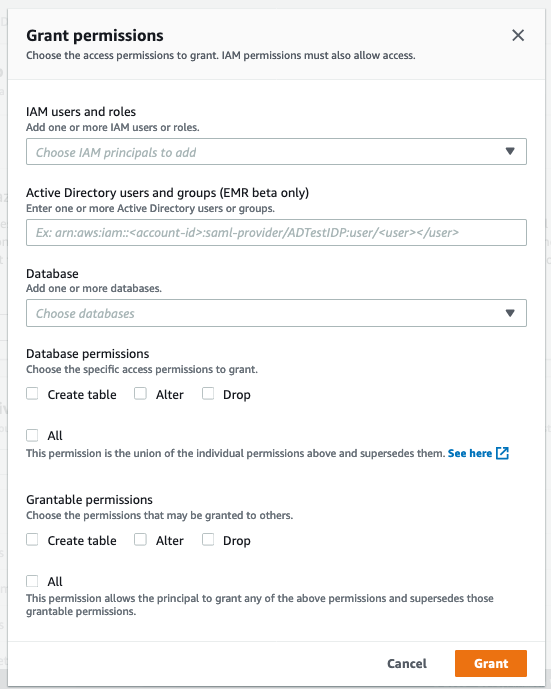 Grant permissions
Choose the access permissions to grant. IAM permissions must also allow access.
IAM users and roles
Add one or more IAM users or roles.
Choose IAM principals to add
Active Directory users and groups (EMR beta only)
Enter one or more Active Directory users or groups.
Ex: arn:aws:iam::<account-id>:saml-provider/ADTestIDP:user/<user></user>
Database
Add one or more databases.
Choose databases
Database permissions
Choose the specific access permissions to grant.
Create table Alter Drop
All
This permission is the union of the individual permissions above and supersedes them. See here
Grantable permissions
Choose the permissions that may be granted to others.
Create table Alter Drop
All
This permission allows the principal to grant any of the above permissions and supersedes those
grantable permissions.
Cancel Grant